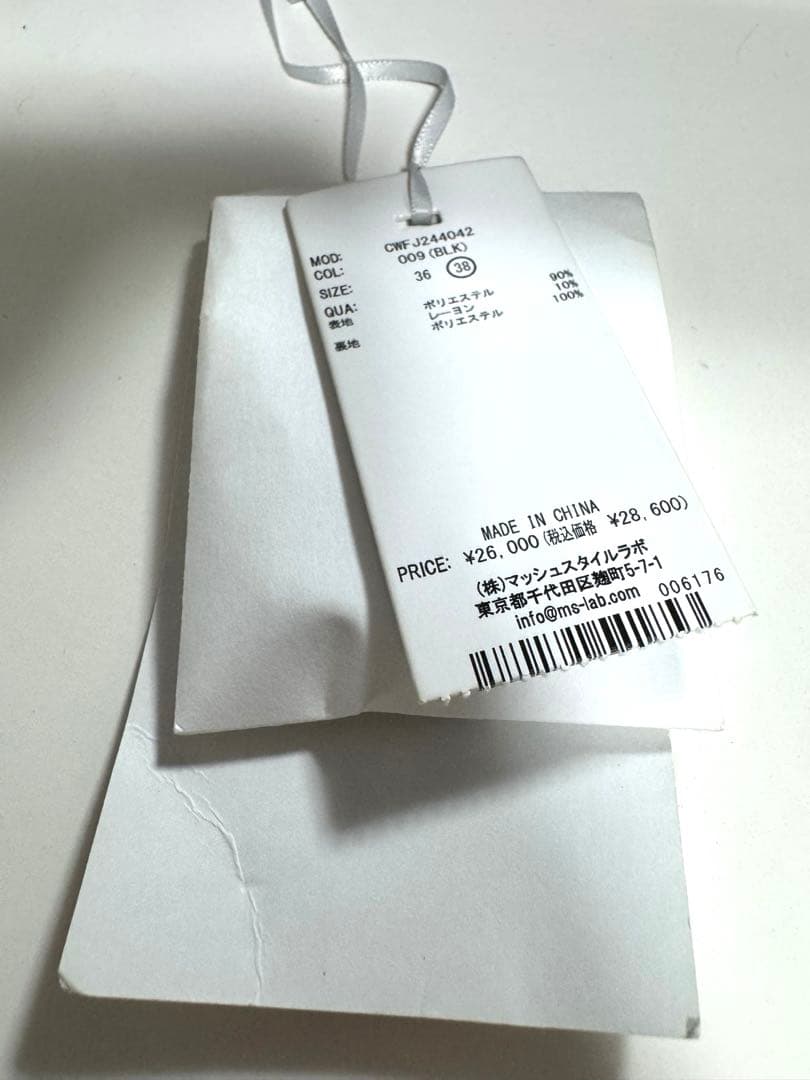 MOD: CWFJ244042
COL: 009(BLK)
SIZE: 36 38
QUA:
表地 ポリエステル 90%
レーヨン 10%
裏地 ポリエステル 100%
MADE IN CHINA
PRICE: ¥26,000(税込価格 ¥28,600)
(株)マッシュスタイルラボ
東京都千代田区麹町5-7-1
info@ms-lab.com 006176